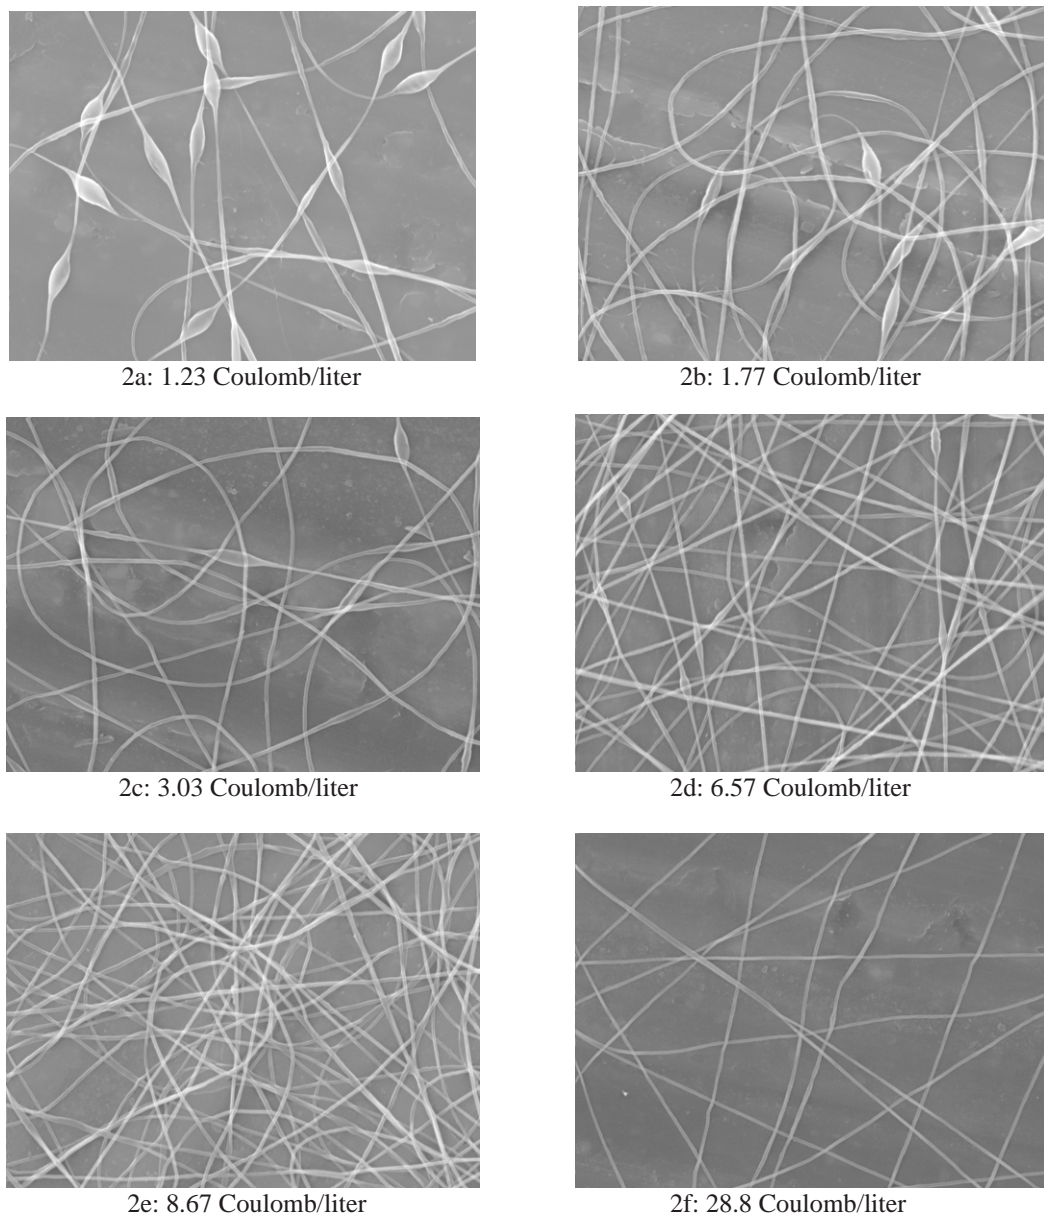 2a: 1.23 Coulomb/liter
2b: 1.77 Coulomb/liter
2c: 3.03 Coulomb/liter
2d: 6.57 Coulomb/liter
2e: 8.67 Coulomb/liter
2f: 28.8 Coulomb/liter